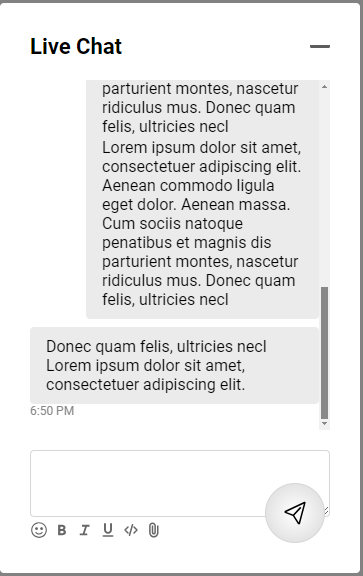 Live Chat
parturient montes, nascetur
ridiculus mus. Donec quam
felis, ultricies necl
Lorem ipsum dolor sit amet,
consectetuer adipiscing elit.
Aenean commodo ligula
eget dolor. Aenean massa.
Cum sociis natoque
penatibus et magnis dis
parturient montes, nascetur
ridiculus mus. Donec quam
felis, ultricies necl
Donec quam felis, ultricies necl
Lorem ipsum dolor sit amet,
consectetuer adipiscing elit.
6:50 PM
B I U </>